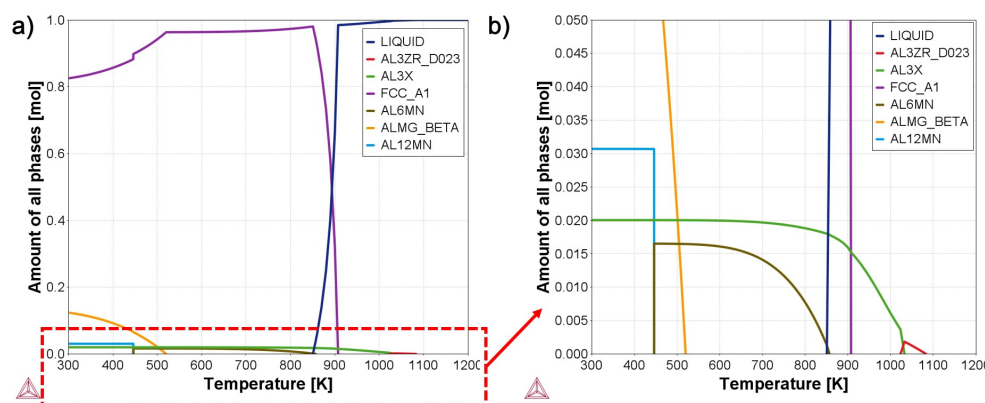 a)
Amount of all phases [mol]
1.0
0.8
0.6
0.4
0.2
0.0
300 400 500 600 700 800 900 1000 1100 120
Temperature [K]
LIQUID
AL3ZR_D023
AL3X
FCC_A1
AL6MN
ALMG_BETA
AL12MN
b)
Amount of all phases [mol]
0.050
0.045
0.040
0.035
0.030
0.025
0.020
0.015
0.010
0.005
0.000
300 400 500 600 700 800 900 1000 1100 1200
Temperature [K]
LIQUID
AL3ZR_D023
AL3X
FCC_A1
AL6MN
ALMG_BETA
AL12MN